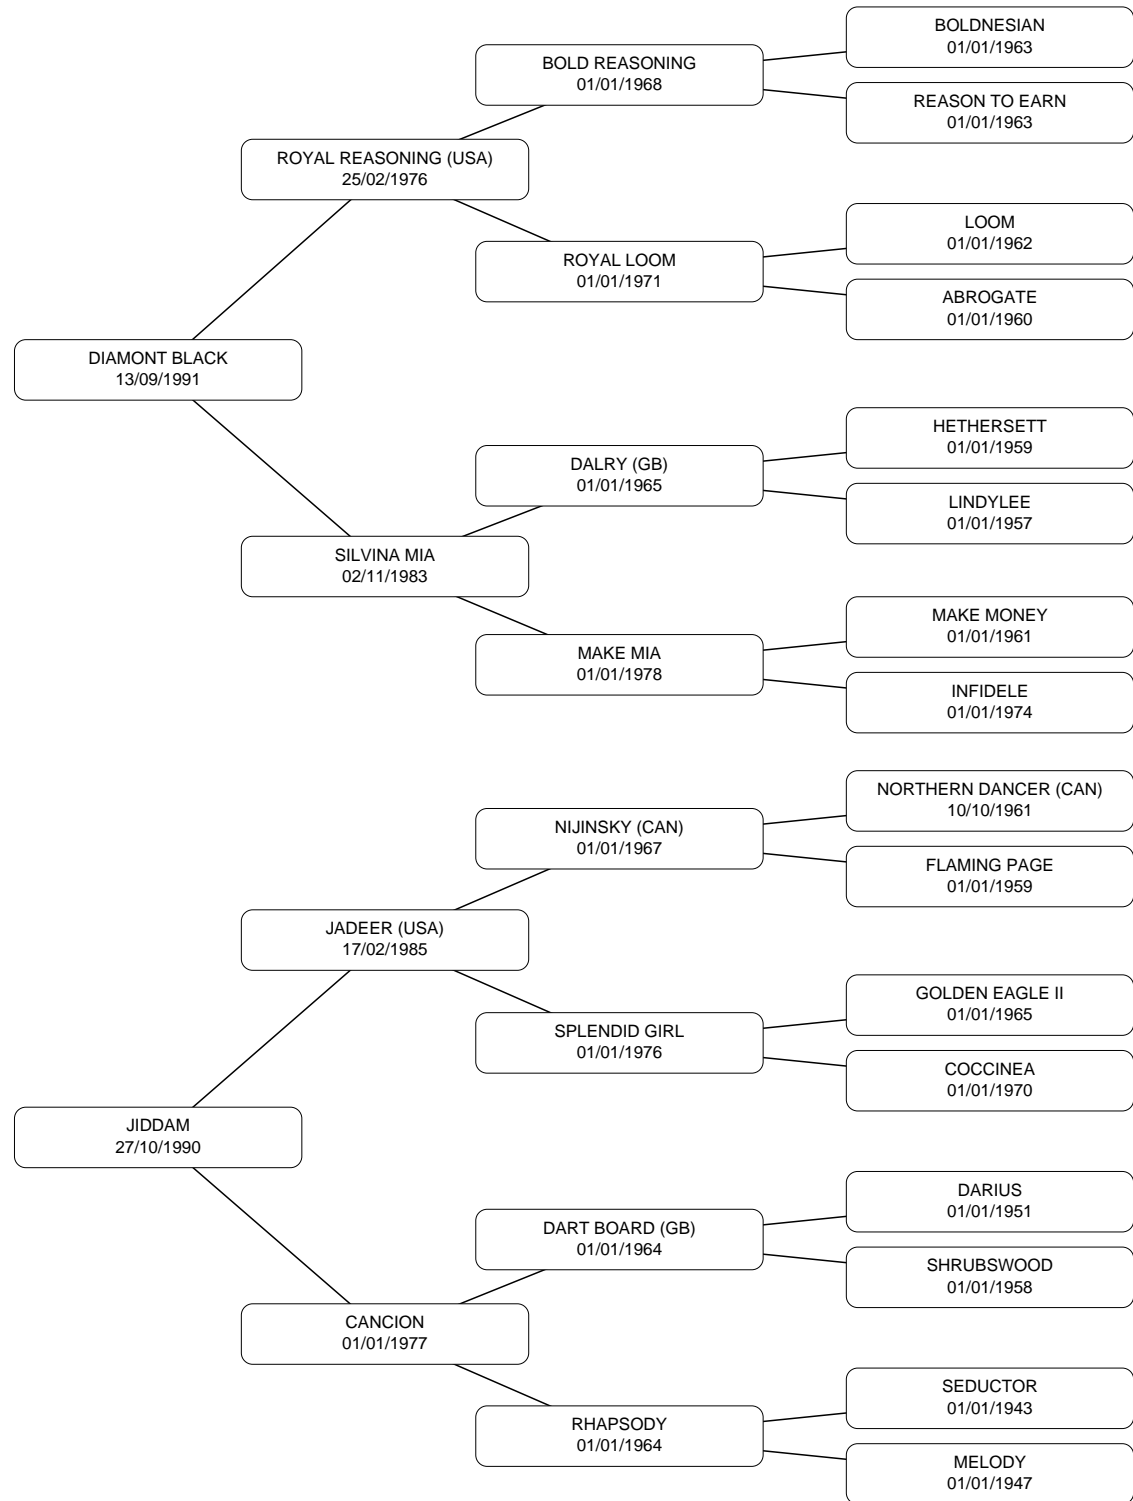 BOLDNESIAN
01/01/1963
BOLD REASONING
01/01/1968
REASON TO EARN
01/01/1963
ROYAL REASONING (USA)
25/02/1976
LOOM
01/01/1962
ROYAL LOOM
01/01/1971
ABROGATE
01/01/1960
DIAMONT BLACK
13/09/1991
HETHERSETT
01/01/1959
DALRY (GB)
01/01/1965
LINDYLEE
01/01/1957
SILVINA MIA
02/11/1983
MAKE MONEY
01/01/1961
MAKE MIA
01/01/1978
INFIDELE
01/01/1974
NORTHERN DANCER (CAN)
10/10/1961
NIJINSKY (CAN)
01/01/1967
FLAMING PAGE
01/01/1959
JADEER (USA)
17/02/1985
GOLDEN EAGLE II
01/01/1965
SPLENDID GIRL
01/01/1976
COCCINEA
01/01/1970
JIDDAM
27/10/1990
DARIUS
01/01/1951
DART BOARD (GB)
01/01/1964
SHRUBSWOOD
01/01/1958
CANCION
01/01/1977
SEDUCTOR
01/01/1943
RHAPSODY
01/01/1964
MELODY
01/01/1947